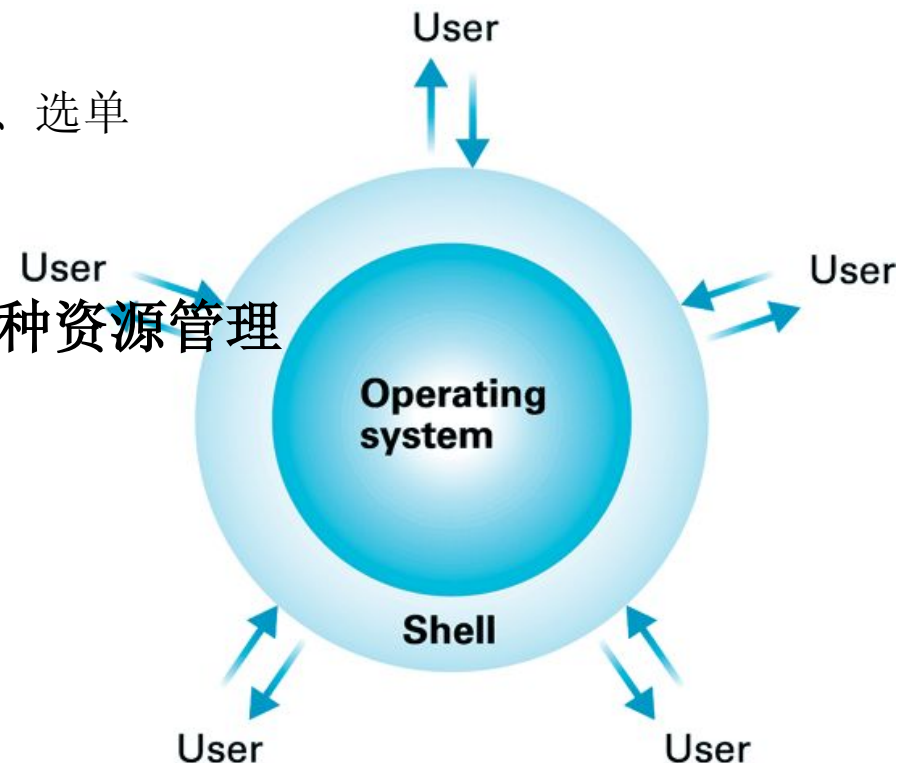 User
、选单
User
User
种资源管理
Operating
system
Shell
User
User